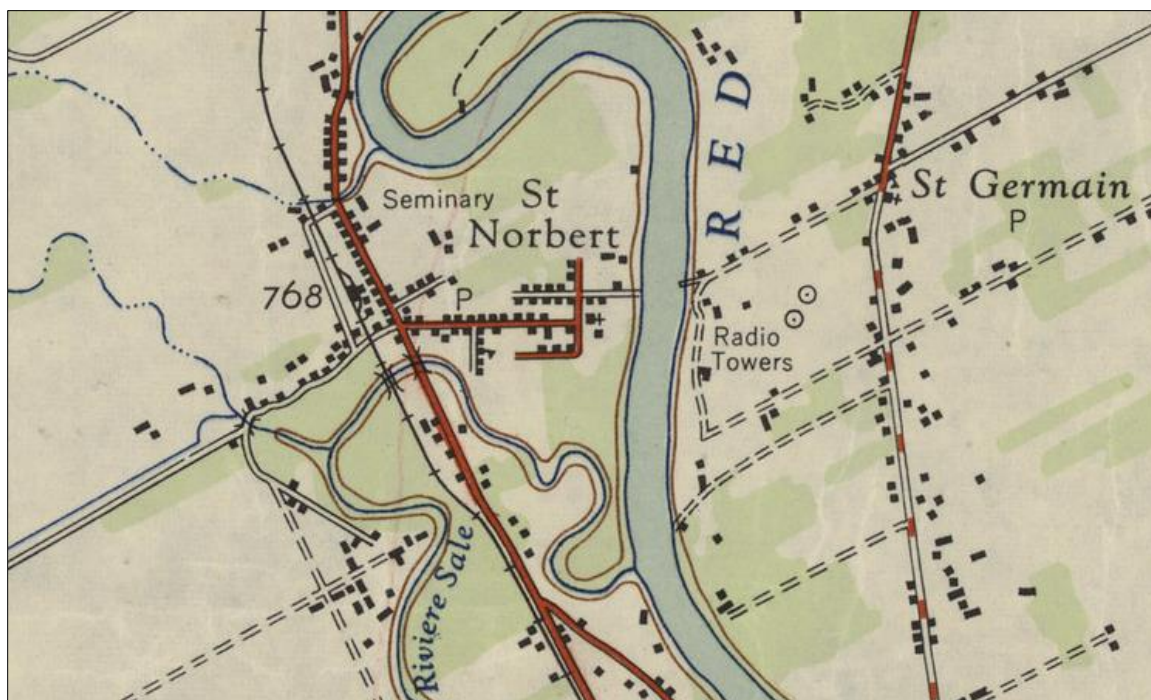 RED
Seminary
St
Norbert
St Germain
P
768
P
Radio
Towers
Riviere Sale